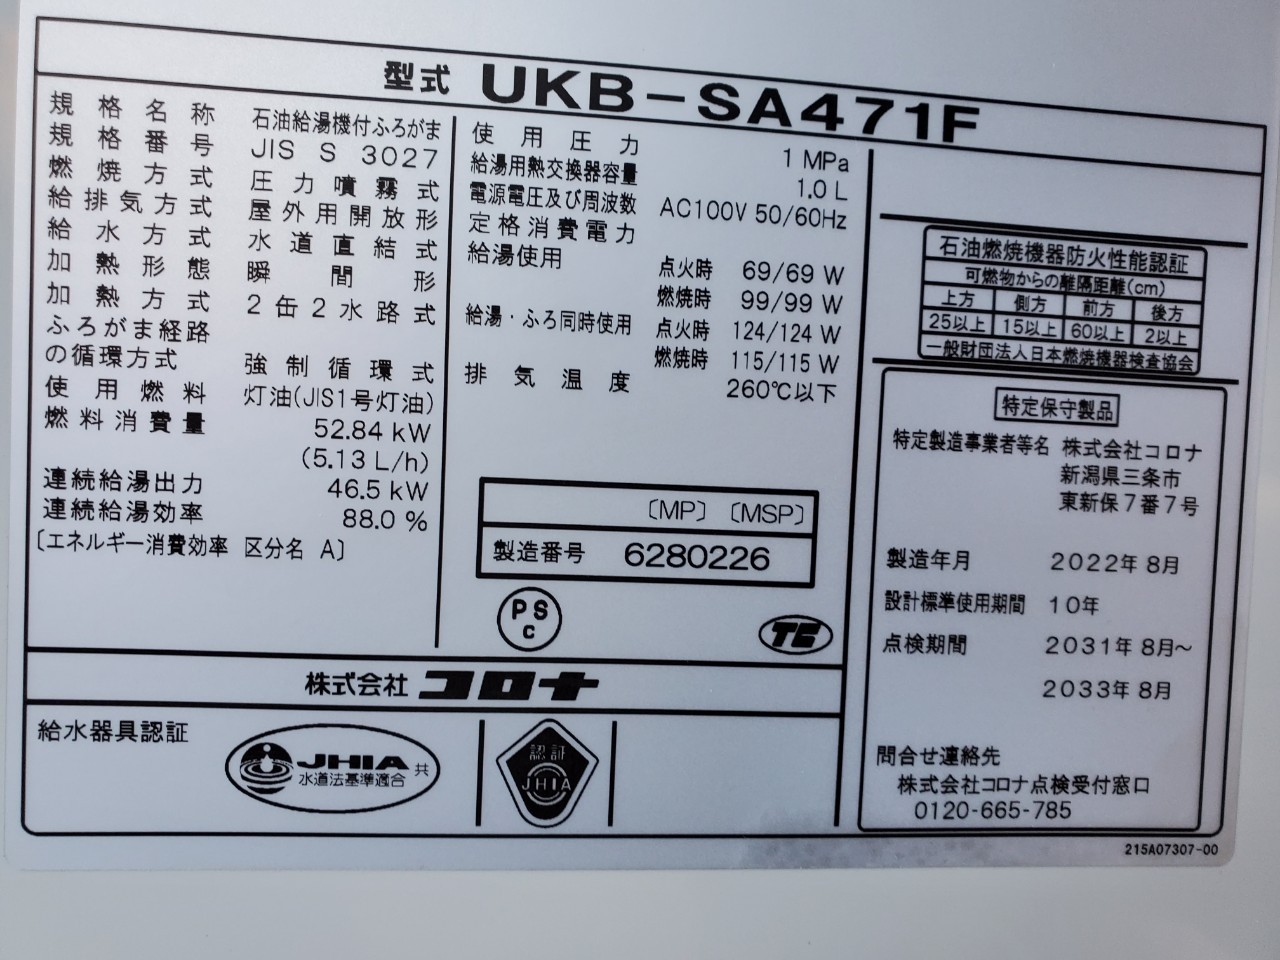 型式 UKB-SA471F
規格名称 石油給湯機付ふろがま
規格番号 JIS S 3027
燃焼方式 圧力噴霧式
給排気方式 屋外用開放形
給水方式 水道直結式
加熱形態 瞬間形
加熱方式 2缶2水路式
ふろがま経路
の循環方式 強制循環式
使用燃料 灯油(JIS1号灯油)
燃料消費量 52.84 kW
(5.13 L/h)
連続給湯出力 46.5 kW
連続給湯効率 88.0 %
〔エネルギー消費効率 区分名 A〕
使用圧力 1 MPa
給湯用熱交換器容量 1.0 L
電源電圧及び周波数 AC100V 50/60Hz
定格消費電力
給湯使用 点火時 69/69 W
燃焼時 99/99 W
給湯・ふろ同時使用 点火時 124/124 W
燃焼時 115/115 W
排気温度 260℃以下
〔MP〕〔MSP〕
製造番号 6280226
PS
C
TE
石油燃焼機器防火性能認証
可燃物からの離隔距離(cm)
上方 側方 前方 後方
25以上 15以上 60以上 2以上
一般財団法人日本燃焼機器検査協会
特定保守製品
特定製造事業者等名 株式会社コロナ
新潟県三条市
東新保7番7号
製造年月 2022年 8月
設計標準使用期間 10年
点検期間 2031年 8月~
2033年 8月
問合せ連絡先
株式会社コロナ点検受付窓口
0120-665-785
株式会社 コロナ
給水器具認証
JHIA 共
水道法基準適合
認証
JHIA
215A07307-00